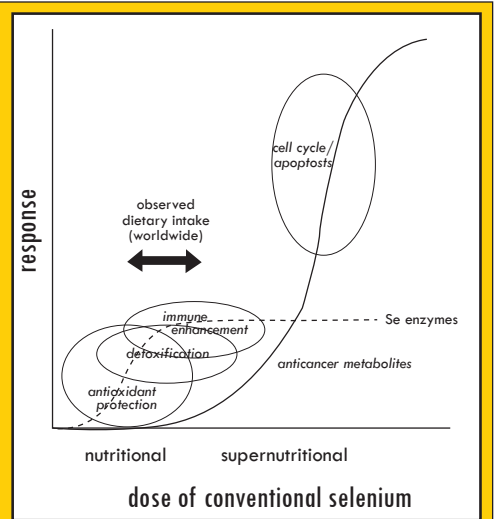 cell cycle/
apoptosts
observed
dietary intake
(worldwide)
response
immune
enhancement
Se enzymes
detoxification
anticancer metabolites
antioxidant
protection
nutritional supernutritional
dose of conventional selenium